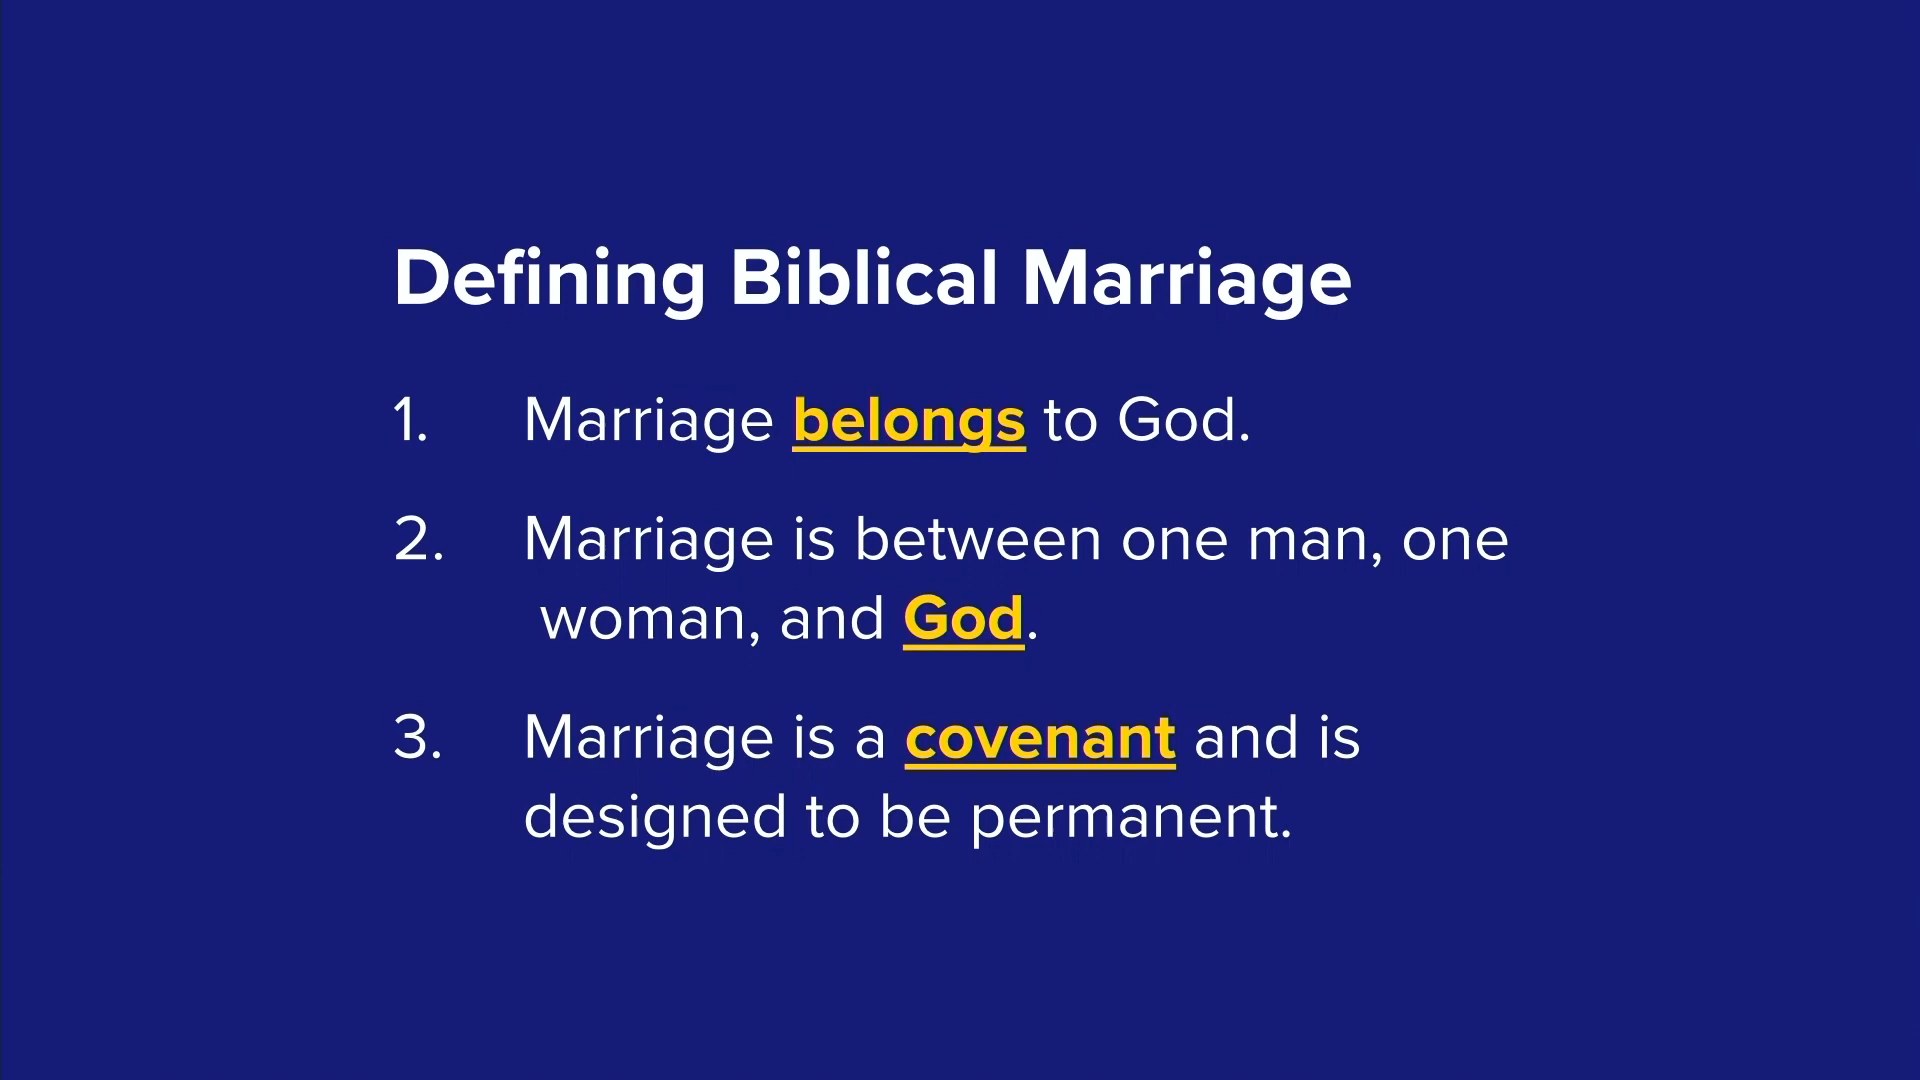 Defining Biblical Marriage
1. Marriage belongs to God.
2. Marriage is between one man, one
woman, and God.
3. Marriage is a covenant and is
designed to be permanent.